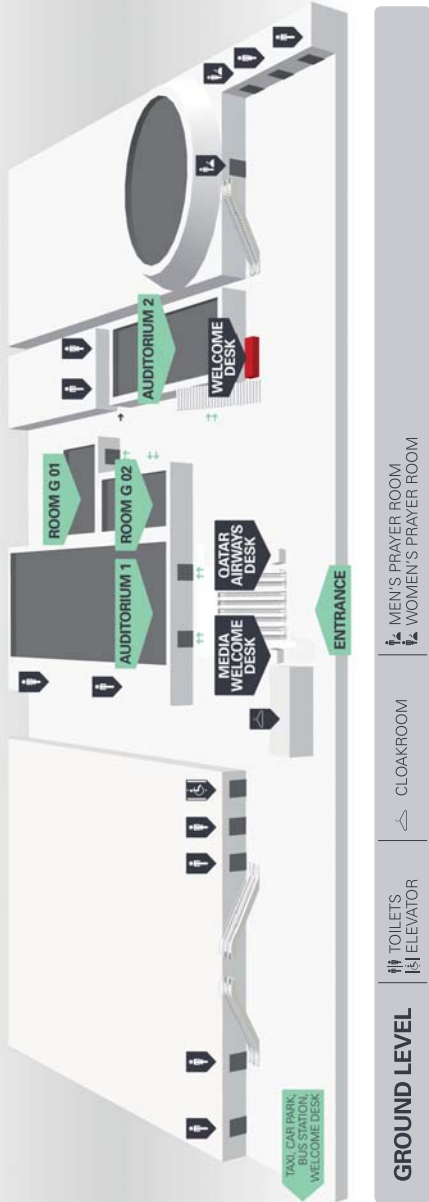 TAXI, CAR PARK,
BUS STATION,
WELCOME DESK
AUDITORIUM 1
ROOM G 01
ROOM G 02
AUDITORIUM 2
MEDIA
WELCOME
DESK
QATAR
AIRWAYS
DESK
WELCOME
DESK
ENTRANCE
GROUND LEVEL
TOILETS
ELEVATOR
CLOAKROOM
MEN'S PRAYER ROOM
WOMEN'S PRAYER ROOM